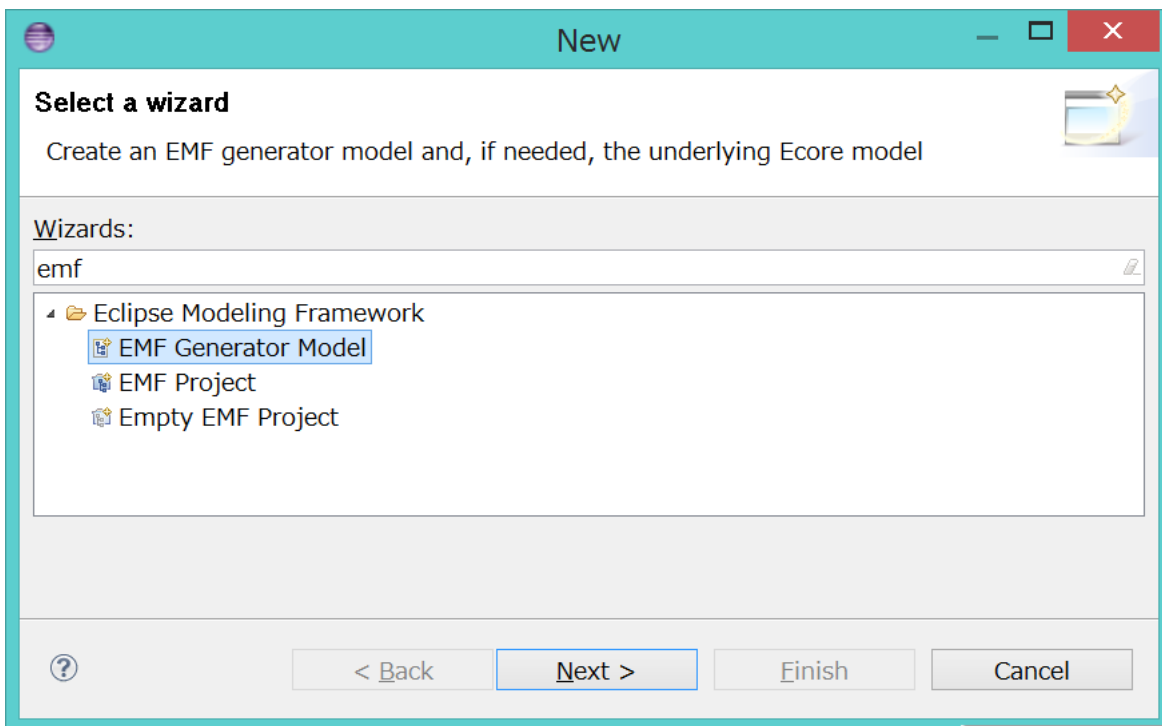 New
Select a wizard
Create an EMF generator model and, if needed, the underlying Ecore model
Wizards:
emf
Eclipse Modeling Framework
EMF Generator Model
EMF Project
Empty EMF Project
? < Back Next > Finish Cancel